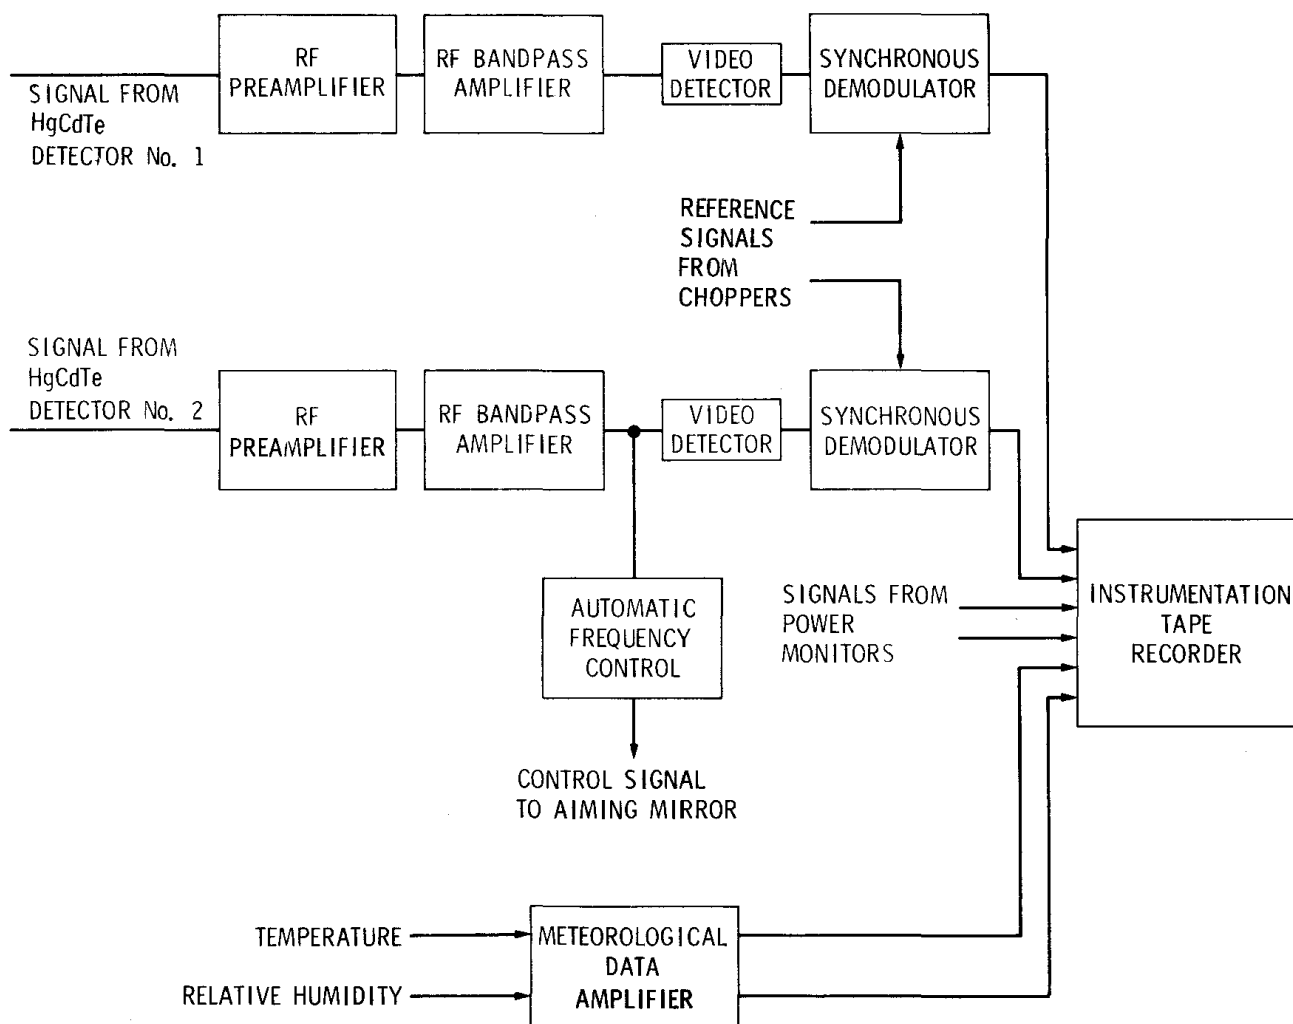 RF
PREAMPLIFIER
RF BANDPASS
AMPLIFIER
VIDEO
DETECTOR
SYNCHRONOUS
DEMODULATOR
SIGNAL FROM
HgCdTe
DETECTOR No. 1
REFERENCE
SIGNALS
FROM
CHOPPERS
SIGNAL FROM
HgCdTe
DETECTOR No. 2
RF
PREAMPLIFIER
RF BANDPASS
AMPLIFIER
VIDEO
DETECTOR
SYNCHRONOUS
DEMODULATOR
AUTOMATIC
FREQUENCY
CONTROL
SIGNALS FROM
POWER
MONITORS
INSTRUMENTATION
TAPE
RECORDER
CONTROL SIGNAL
TO AIMING MIRROR
TEMPERATURE
RELATIVE HUMIDITY
METEOROLOGICAL
DATA
AMPLIFIER